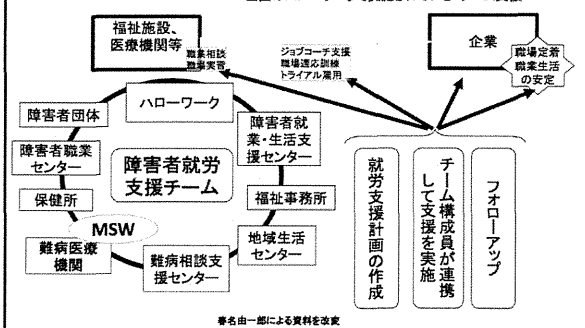 福祉施設、
医療機関等
職業相談
職場実習
ジョブコーチ支援
職場適応訓練
トライアル雇用
企業
職場定着
職業生活
の安定
ハローワーク
障害者団体
障害者職業
センター
保健所
MSW
難病医療
機関
難病相談支
援センター
地域生活
センター
福祉事務所
障害者就
業・生活支
援センター
障害者就労
支援チーム
就労支援計画の作成
チーム構成員が連携
して支援を実施
フォローアップ
春名由一郎による資料を改変